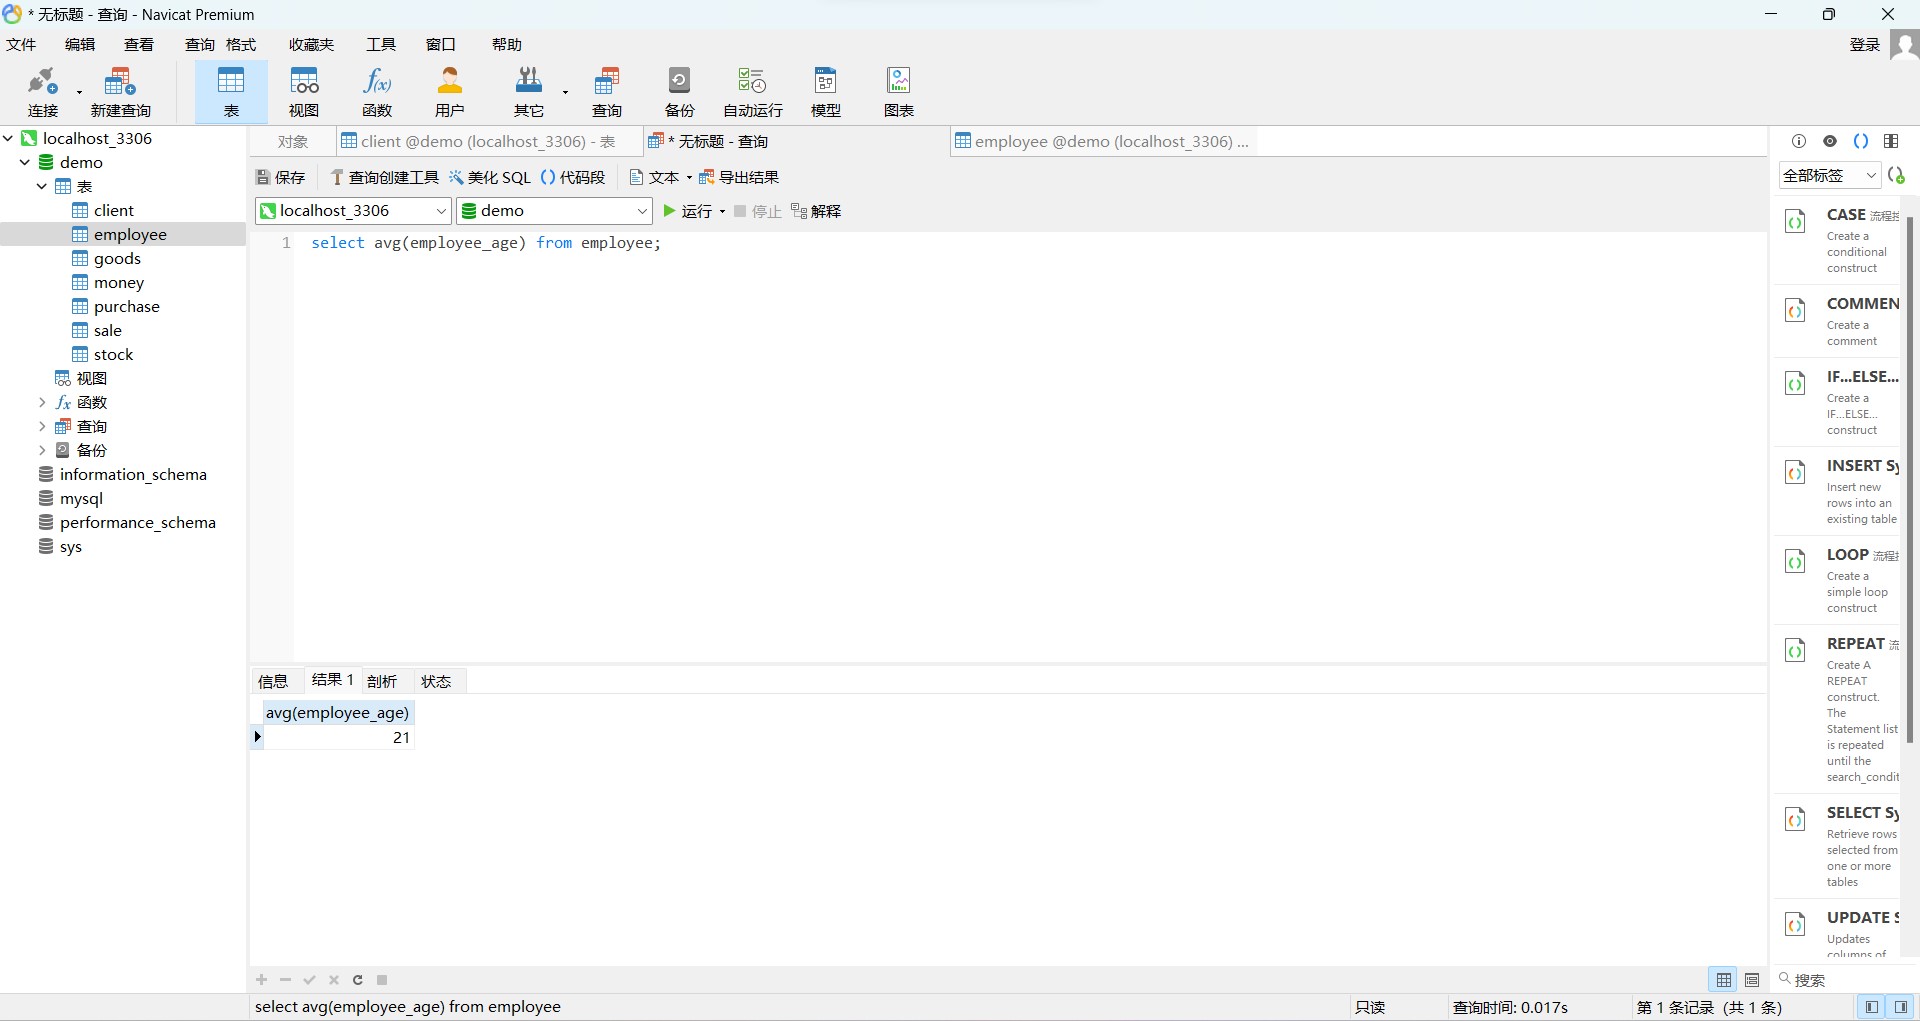 * 无标题 - 查询 - Navicat Premium
文件 编辑 查看 查询 格式 收藏夹 工具 窗口 帮助 登录
连接 新建查询 表 视图 函数 用户 其它 查询 备份 自动运行 模型 图表
localhost_3306
demo
表
client
employee
goods
money
purchase
sale
stock
视图
函数
查询
备份
information_schema
mysql
performance_schema
sys
对象 client @demo (localhost_3306) - 表 * 无标题 - 查询 employee @demo (localhost_3306) ...
保存 查询创建工具 美化 SQL () 代码段 文本 导出结果
localhost_3306 demo 运行 停止 解释
1 select avg(employee_age) from employee;
信息 结果 1 剖析 状态
avg(employee_age)
21
全部标签
CASE 流程控
Create a
conditional
construct
COMMEN
Create a
comment
IF...ELSE...
Create a
IF...ELSE...
construct
INSERT Sy
Insert new
rows into an
existing table
LOOP 流程控
Create a
simple loop
construct
REPEAT 流
Create A
REPEAT
construct.
The
Statement list
is repeated
until the
search_condit
SELECT Sy
Retrieve rows
selected from
one or more
tables
UPDATE S
Updates
columns of
搜索
select avg(employee_age) from employee 只读 查询时间: 0.017s 第 1 条记录 (共 1 条)